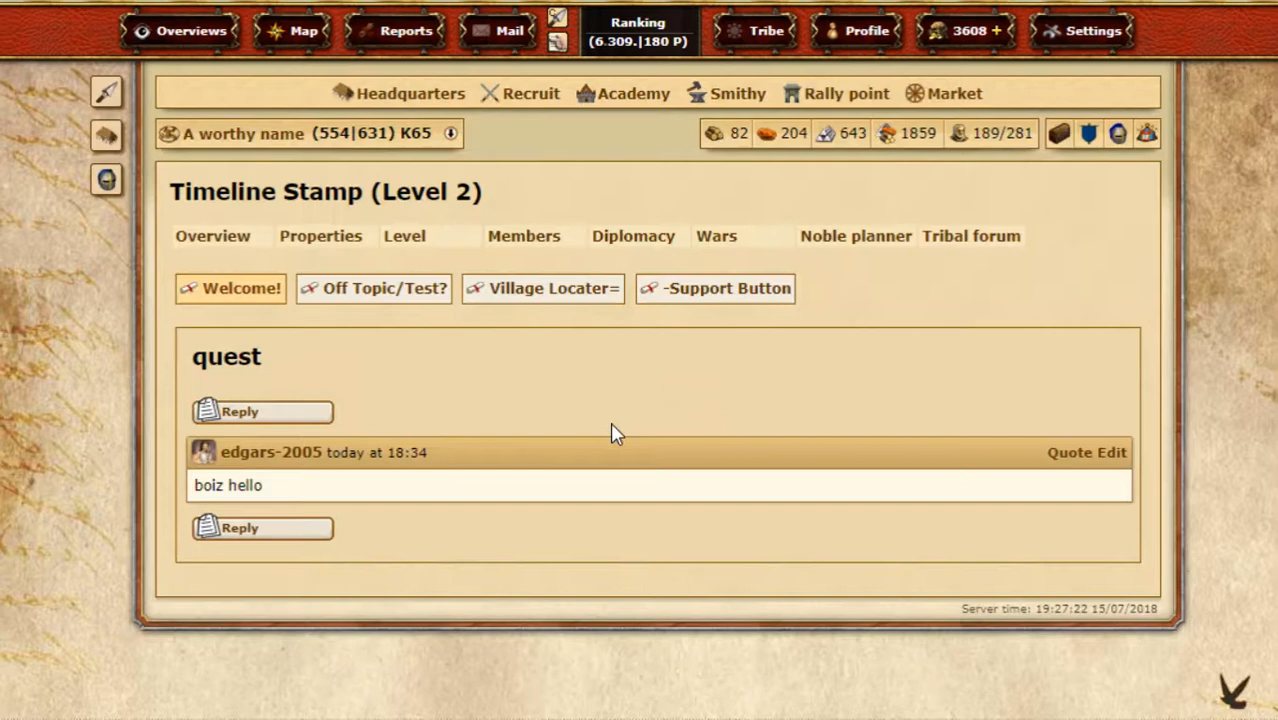 Overviews Map Reports Mail Ranking Tribe Profile 3608 + Settings
(6.309.|180 P)
Headquarters Recruit Academy Smithy Rally point Market
A worthy name (554|631) K65 82 204 643 1859 189/281
Timeline Stamp (Level 2)
Overview Properties Level Members Diplomacy Wars Noble planner Tribal forum
Welcome! Off Topic/Test? Village Locater= -Support Button
quest
Reply
edgars-2005 today at 18:34 Quote Edit
boiz hello
Reply
Server time: 19:27:22 15/07/2018